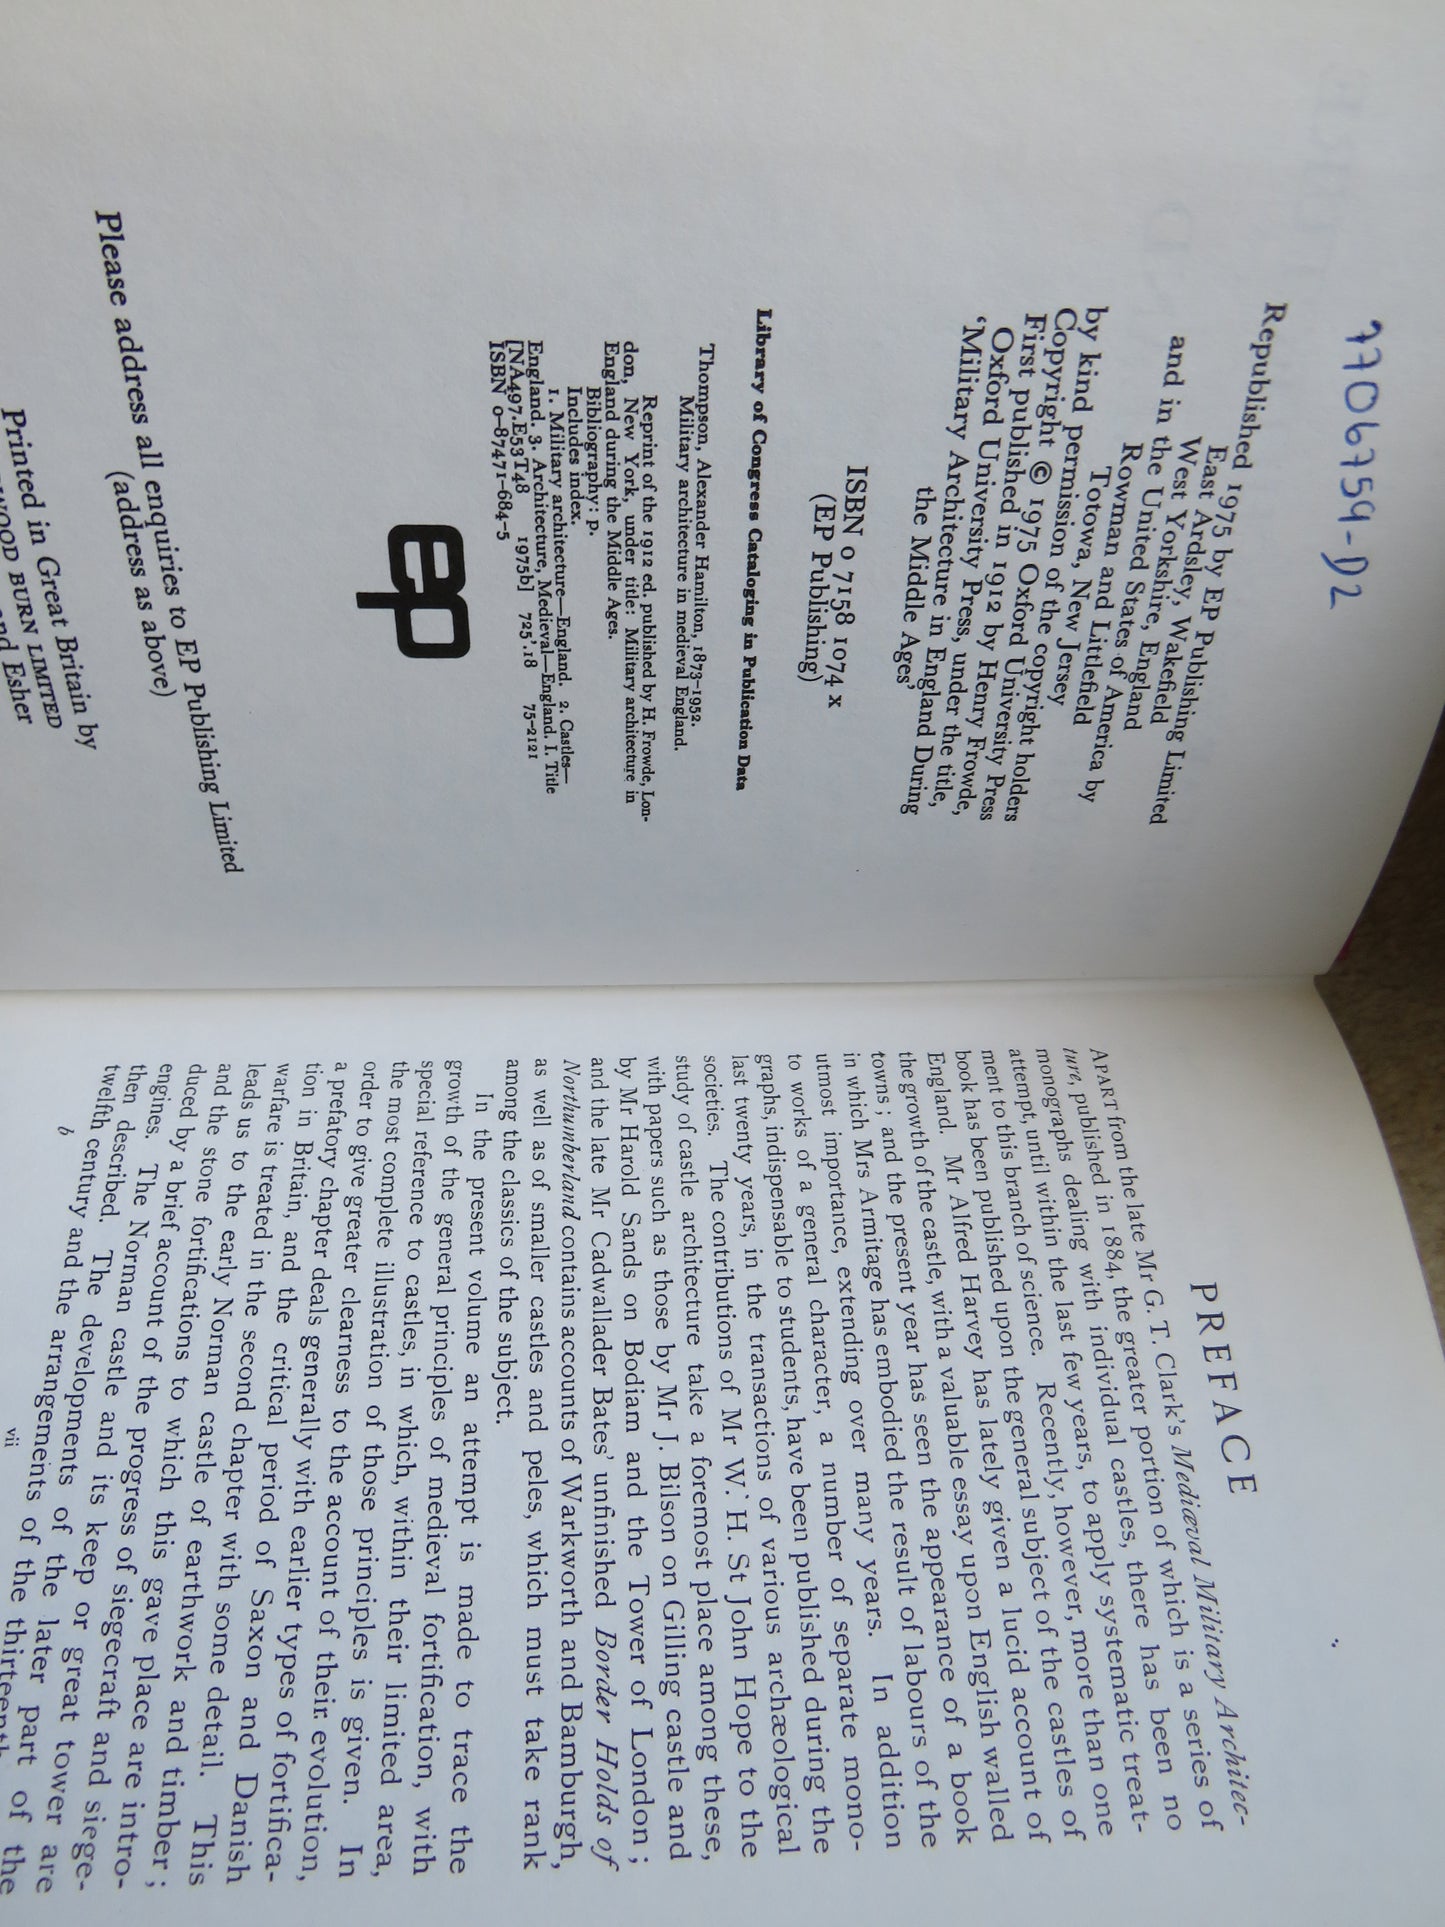 7706759-D2
Republished 1975 by EP Publishing Limited
East Ardsley, Wakefield
West Yorkshire, England
and in the United States of America by
Rowman and Littlefield
Totowa, New Jersey
by kind permission of the copyright holders
Copyright © 1975 Oxford University Press
First published in 1912 by Henry Frowde,
Oxford University Press, under the title,
‘Military Architecture in England During
the Middle Ages’
ISBN 0 7158 1074 x
(EP Publishing)
Library of Congress Cataloging in Publication Data
Thompson, Alexander Hamilton, 1873–1952.
Military architecture in medieval England.
Reprint of the 1912 ed. published by H. Frowde, Lon-
don, New York, under title: Military architecture in
England during the Middle Ages.
Bibliography: p.
Includes index.
1. Military architecture—England. 2. Castles—
England. 3. Architecture, Medieval—England. I. Title
[NA497.E53T48 1975b] 725'.18 75-2121
ISBN 0-87471-684-5
ep
Please address all enquiries to EP Publishing Limited
(address as above)
Printed in Great Britain by
WOOD BURN LIMITED
and Esher
PREFACE
APART from the late Mr G. T. Clark's Mediæval Military Architec-
ture, published in 1884, the greater portion of which is a series of
monographs dealing with individual castles, there has been no
attempt, until within the last few years, to apply systematic treat-
ment to this branch of science. Recently, however, more than one
book has been published upon the general subject of the castles of
England. Mr Alfred Harvey has lately given a lucid account of
the growth of the castle, with a valuable essay upon English walled
towns; and the present year has seen the appearance of a book
in which Mrs Armitage has embodied the result of labours of the
utmost importance, extending over many years. In addition
to works of a general character, a number of separate mono-
graphs, indispensable to students, have been published during the
last twenty years, in the transactions of various archæological
societies. The contributions of Mr W. H. St John Hope to the
study of castle architecture take a foremost place among these,
with papers such as those by Mr J. Bilson on Gilling castle and
by Mr Harold Sands on Bodiam and the Tower of London;
and the late Mr Cadwallader Bates' unfinished Border Holds of
Northumberland contains accounts of Warkworth and Bamburgh,
as well as of smaller castles and peles, which must take rank
among the classics of the subject.
In the present volume an attempt is made to trace the
growth of the general principles of medieval fortification, with
special reference to castles, in which, within their limited area,
the most complete illustration of those principles is given. In
order to give greater clearness to the account of their evolution,
a prefatory chapter deals generally with earlier types of fortifica-
tion in Britain, and the critical period of Saxon and Danish
warfare is treated in the second chapter with some detail. This
leads us to the early Norman castle of earthwork and timber;
and the stone fortifications to which this gave place are intro-
duced by a brief account of the progress of siegecraft and siege-
engines. The Norman castle and its keep or great tower are
then described. The developments of the later part of the
twelfth century and the arrangements of the thirteenth
b
vii